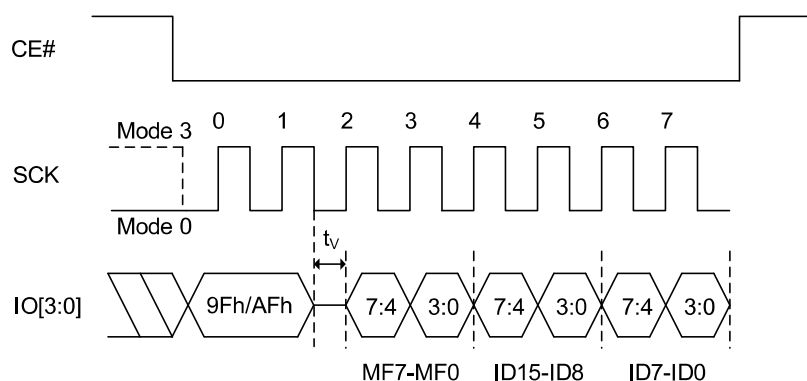 CE#
Mode 3
0 1 2 3 4 5 6 7
SCK
Mode 0
tV
IO[3:0]
9Fh/AFh
7:4 3:0 7:4 3:0 7:4 3:0
MF7-MF0 ID15-ID8 ID7-ID0